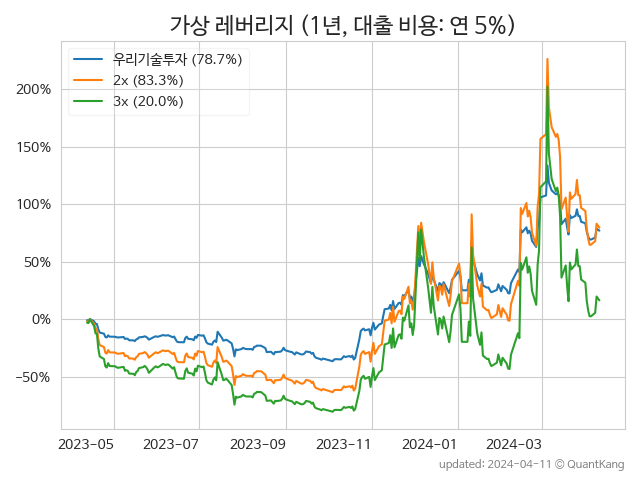 가상 레버리지 (1년, 대출 비용: 연 5%)
우리기술투자 (78.7%)
2x (83.3%)
3x (20.0%)
200%
150%
100%
50%
0%
−50%
2023-05 2023-07 2023-09 2023-11 2024-01 2024-03
updated: 2024-04-11 © QuantKang